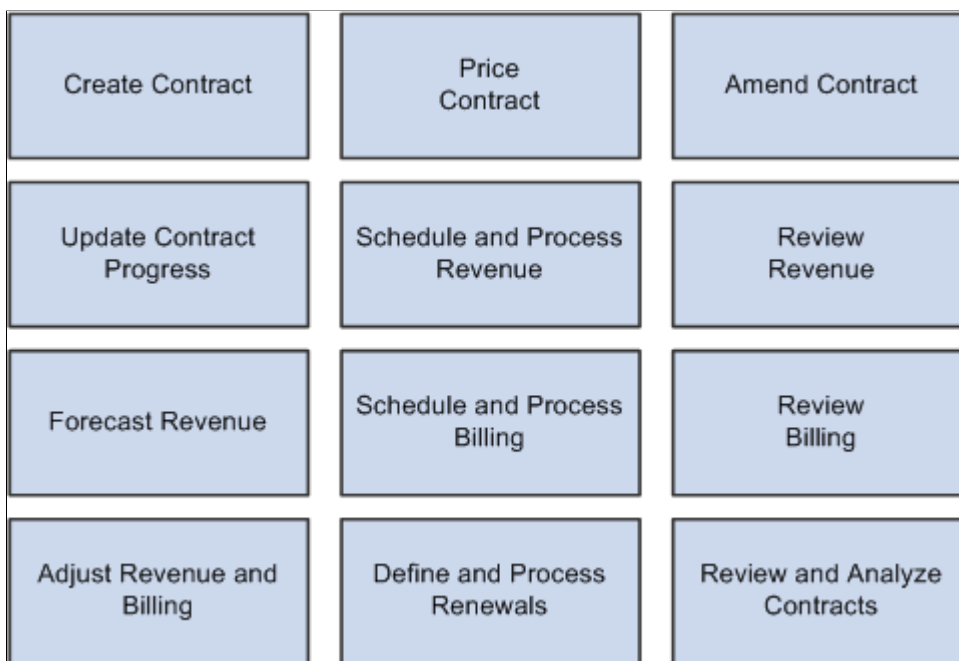 Create Contract
Price
Contract
Amend Contract
Update Contract
Progress
Schedule and Process
Revenue
Review
Revenue
Forecast Revenue
Schedule and Process
Billing
Review
Billing
Adjust Revenue and
Billing
Define and Process
Renewals
Review and Analyze
Contracts